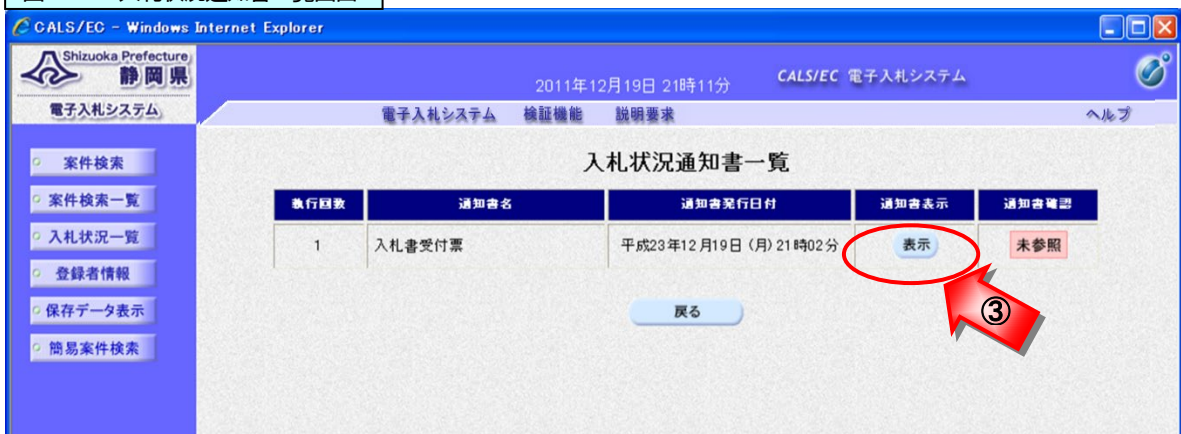 CALS/EC - Windows Internet Explorer
Shizuoka Prefecture
静岡県
電子入札システム
2011年12月19日 21時11分
CALS/EC 電子入札システム
電子入札システム 検証機能 説明要求 ヘルプ
案件検索
案件検索一覧
入札状況一覧
登録者情報
保存データ表示
簡易案件検索
入札状況通知書一覧
執行回数 通知書名 通知書発行日付 通知書表示 通知書確認
1 入札書受付票 平成23年12月19日（月）21時02分 表示 未参照
戻る
③